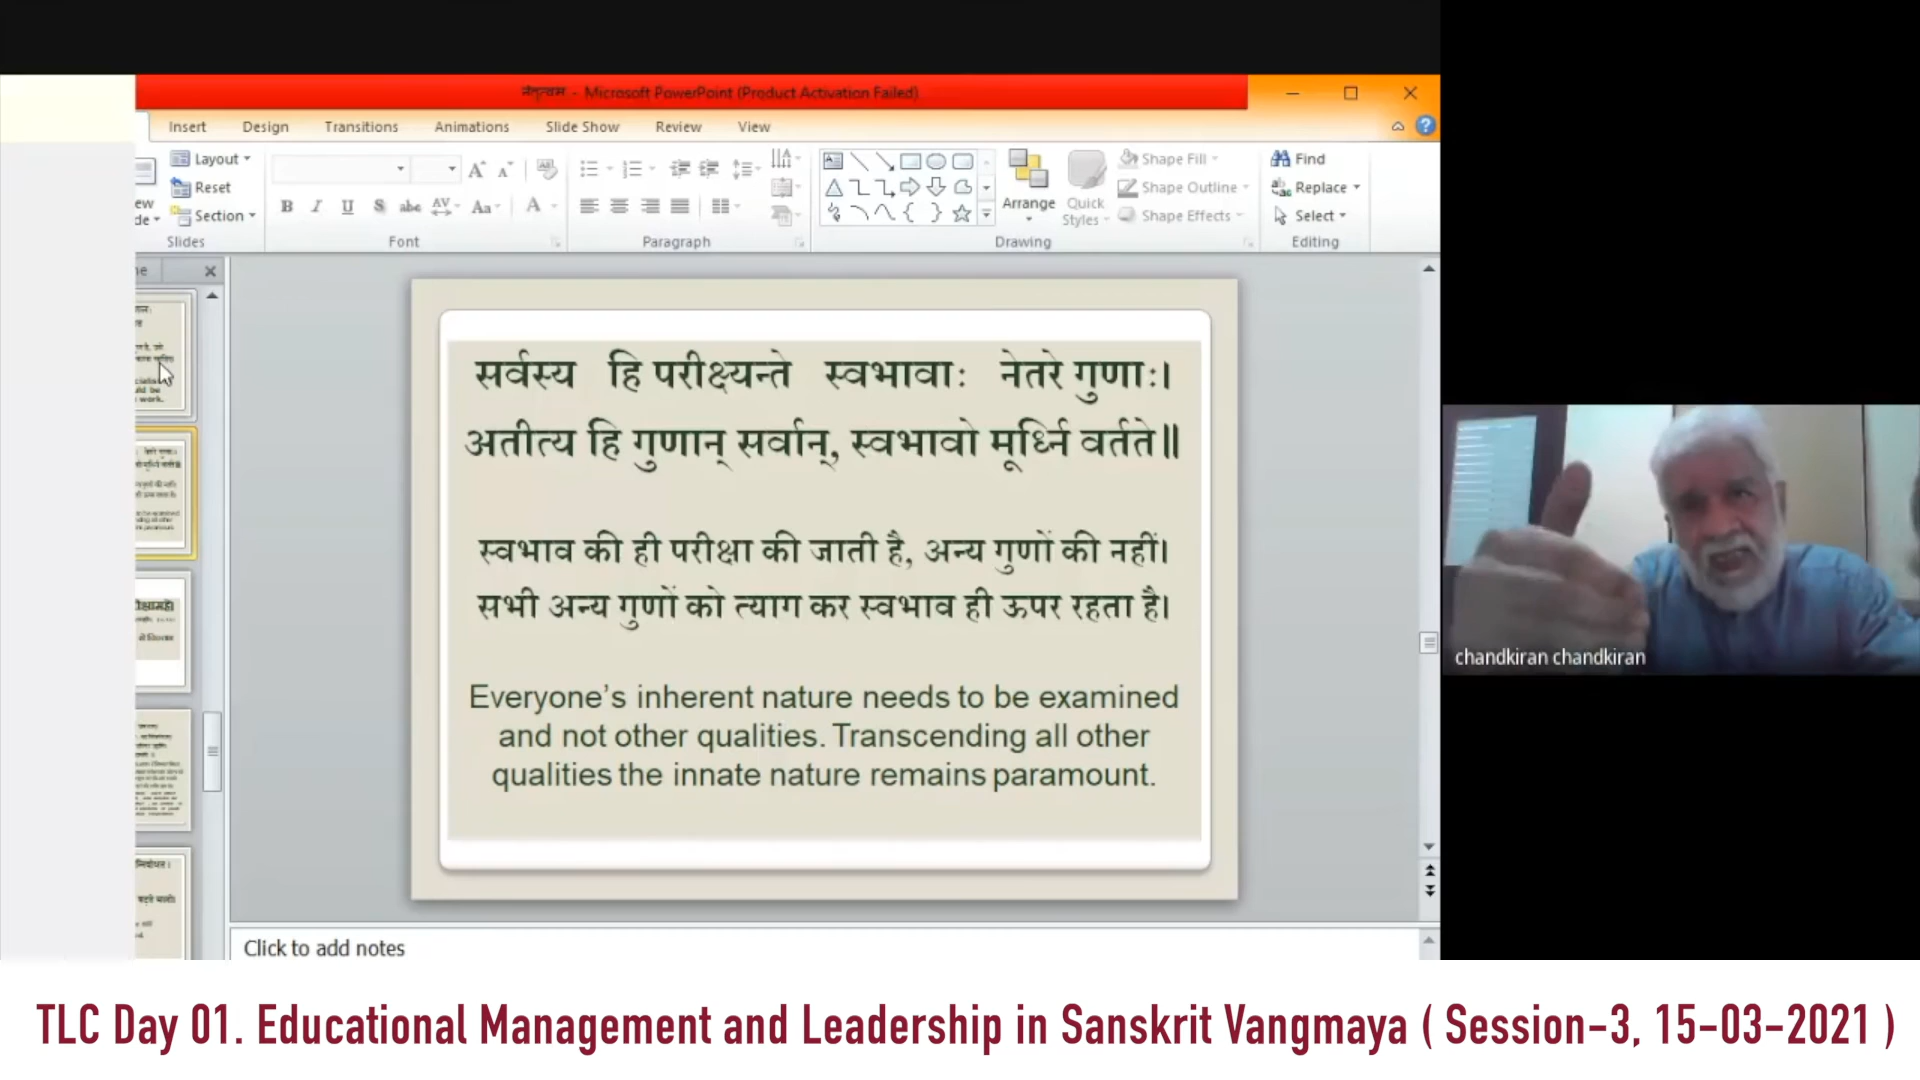 नेतृत्वम - Microsoft PowerPoint (Product Activation Failed)
Insert Design Transitions Animations Slide Show Review View
Layout
Reset
Section
Slides
Font
Paragraph
Arrange
Quick
Styles
Drawing
Shape Fill
Shape Outline
Shape Effects
Find
Replace
Select
Editing
सर्वस्य हि परीक्ष्यन्ते स्वभावाः नेतरे गुणाः।
अतीत्य हि गुणान् सर्वान्, स्वभावो मूर्ध्नि वर्तते॥
स्वभाव की ही परीक्षा की जाती है, अन्य गुणों की नहीं।
सभी अन्य गुणों को त्याग कर स्वभाव ही ऊपर रहता है।
Everyone’s inherent nature needs to be examined
and not other qualities. Transcending all other
qualities the innate nature remains paramount.
Click to add notes
chandkiran chandkiran
TLC Day 01. Educational Management and Leadership in Sanskrit Vangmaya ( Session-3, 15-03-2021 )